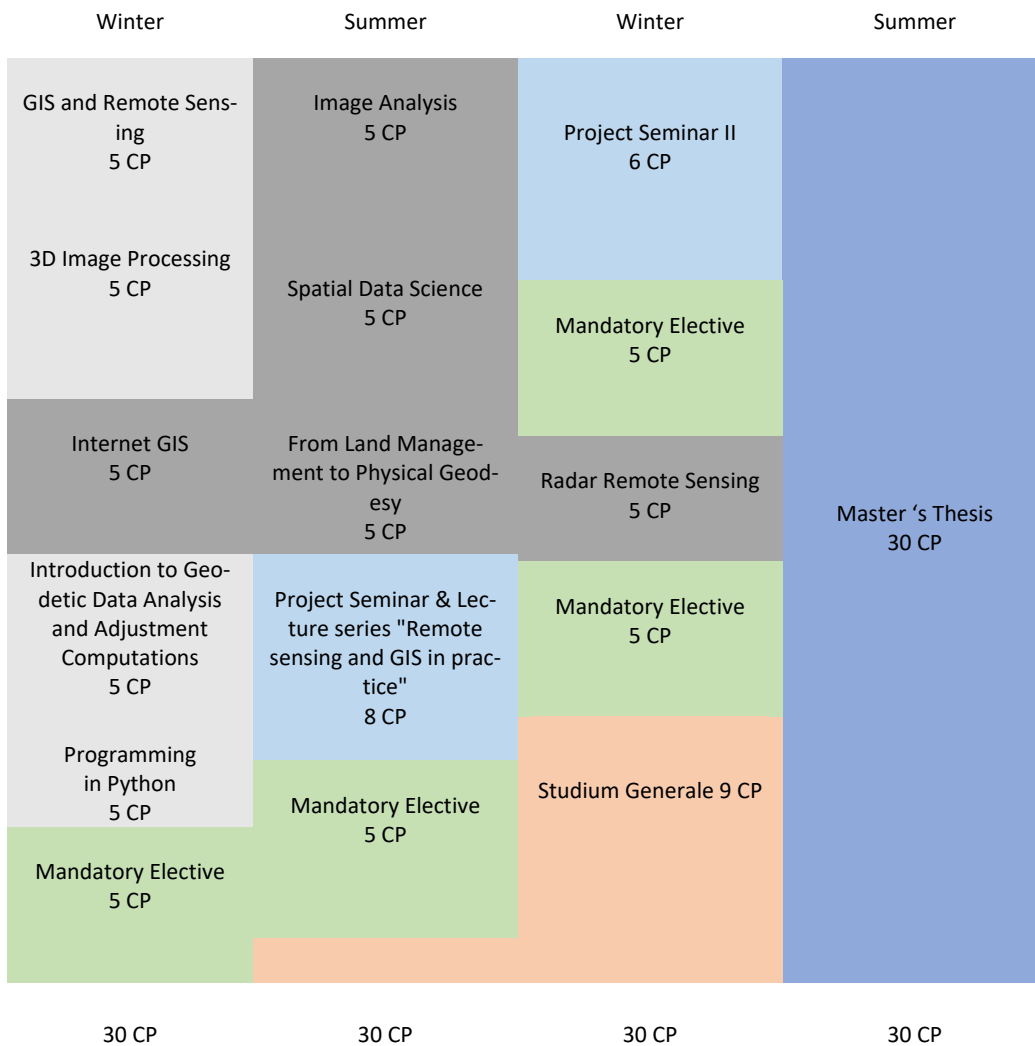 Winter
Summer
Winter
Summer
GIS and Remote Sens-
ing
5 CP
3D Image Processing
5 CP
Internet GIS
5 CP
Introduction to Geo-
detic Data Analysis
and Adjustment
Computations
5 CP
Programming
in Python
5 CP
Mandatory Elective
5 CP
Image Analysis
5 CP
Spatial Data Science
5 CP
From Land Manage-
ment to Physical Geod-
esy
5 CP
Project Seminar & Lec-
ture series "Remote
sensing and GIS in prac-
tice"
8 CP
Mandatory Elective
5 CP
Project Seminar II
6 CP
Mandatory Elective
5 CP
Radar Remote Sensing
5 CP
Mandatory Elective
5 CP
Studium Generale 9 CP
Master ‘s Thesis
30 CP
30 CP
30 CP
30 CP
30 CP